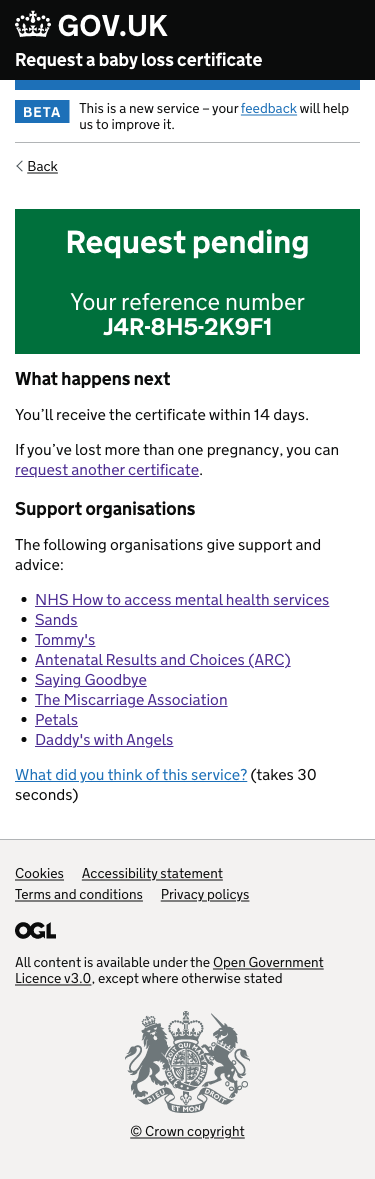 GOV.UK
Request a baby loss certificate
BETA
This is a new service – your feedback will help
us to improve it.
Back
Request pending
Your reference number
J4R-8H5-2K9F1
What happens next
You’ll receive the certificate within 14 days.
If you’ve lost more than one pregnancy, you can
request another certificate.
Support organisations
The following organisations give support and
advice:
• NHS How to access mental health services
• Sands
• Tommy's
• Antenatal Results and Choices (ARC)
• Saying Goodbye
• The Miscarriage Association
• Petals
• Daddy's with Angels
What did you think of this service? (takes 30
seconds)
Cookies Accessibility statement
Terms and conditions Privacy policys
OGL
All content is available under the Open Government
Licence v3.0, except where otherwise stated
DIEU ET MON DROIT
© Crown copyright